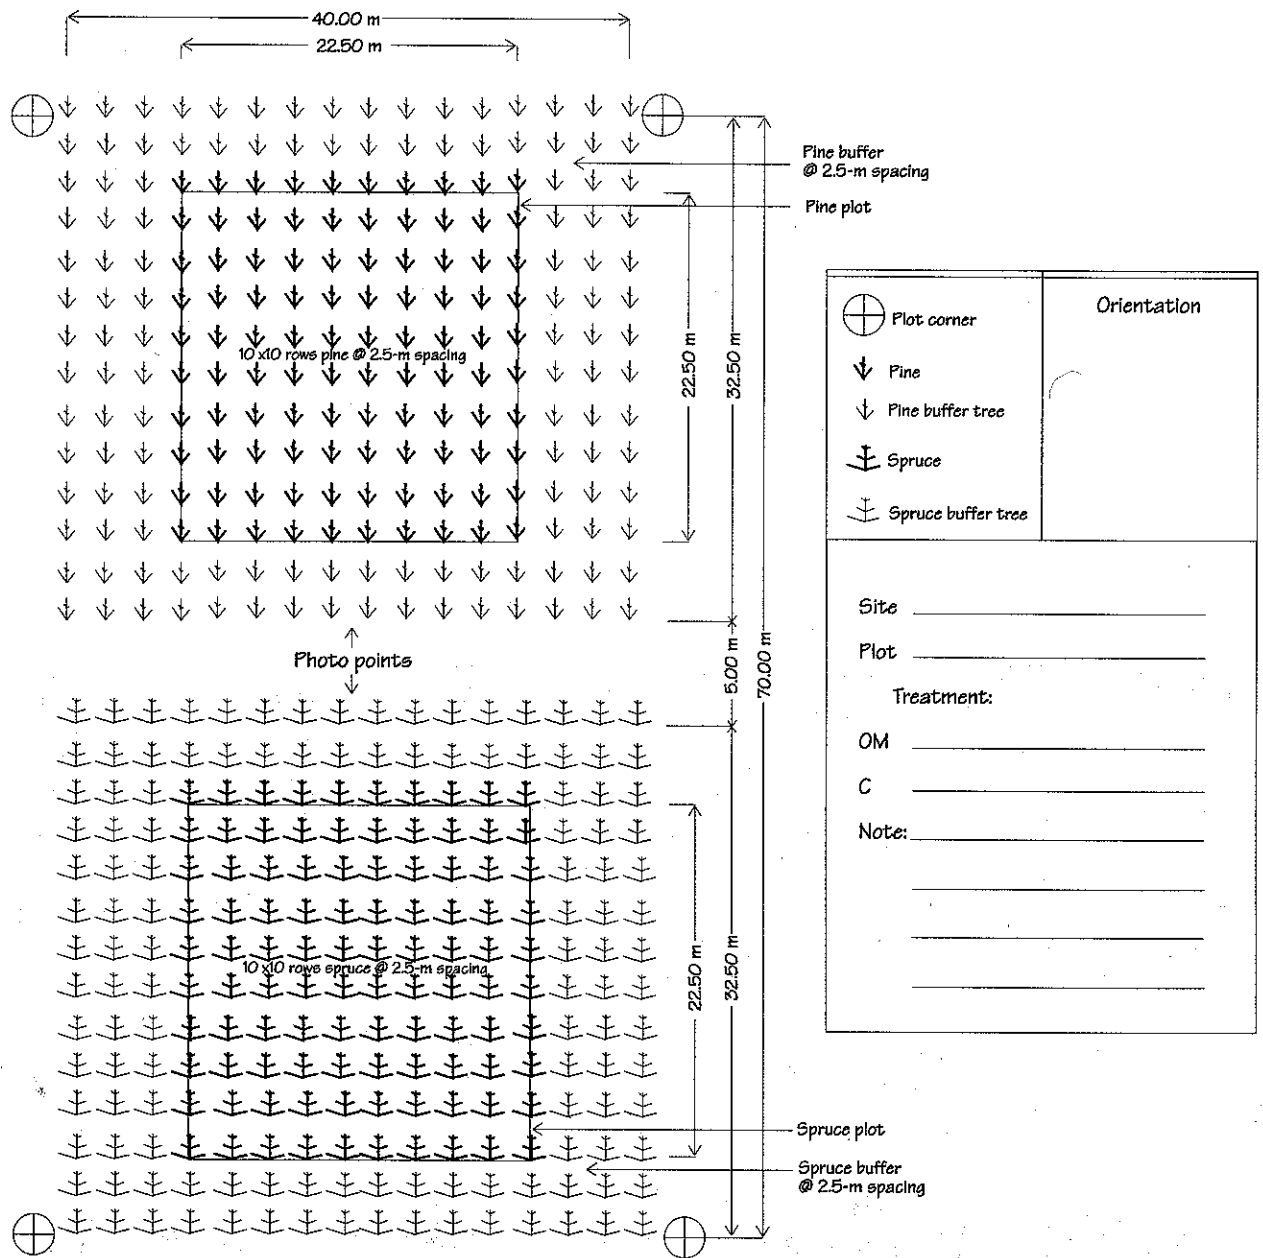 40.00 m
22.50 m
Pine buffer
@ 2.5-m spacing
Pine plot
10 x10 rows pine @ 2.5-m spacing
22.50 m
32.50 m
Photo points
5.00 m
70.00 m
10 x10 rows spruce @ 2.5-m spacing
22.50 m
32.50 m
Spruce plot
Spruce buffer
@ 2.5-m spacing
Plot corner
Pine
Pine buffer tree
Spruce
Spruce buffer tree
Orientation
Site
Plot
Treatment:
OM
C
Note: